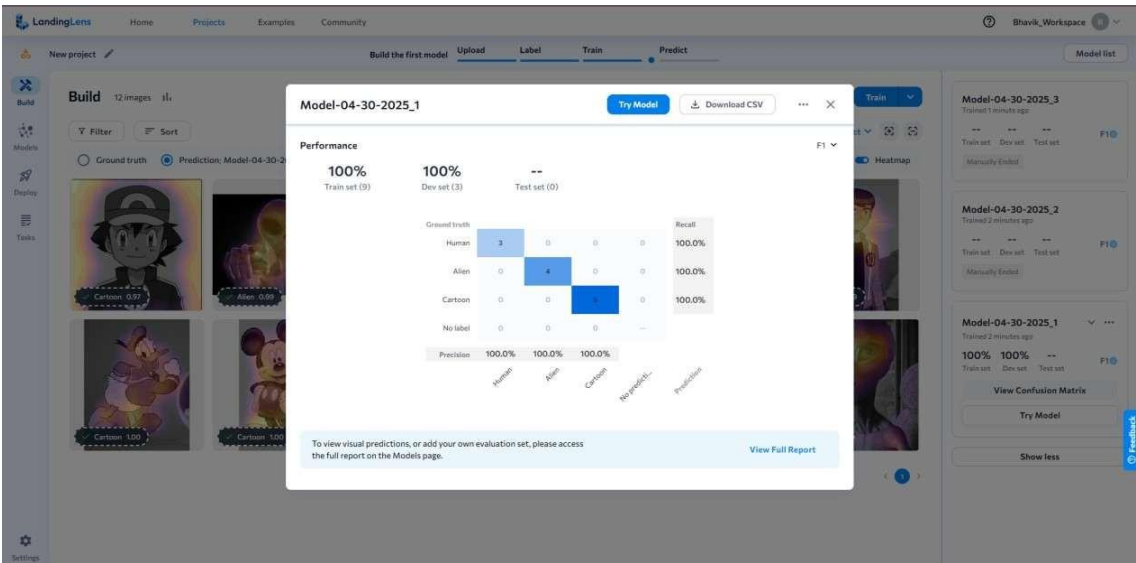 LandingLens Home Projects Examples Community
Bhavik_Workspace
New project
Build the first model Upload Label Train Predict
Model list
Build
Models
Deploy
Tasks
Settings
Build 12 images
Filter Sort
Train
Ground truth Prediction: Model-04-30-2
Heatmap
Cartoon 0.97
Alien 0.99
Cartoon 1.00
Cartoon 1.00
Model-04-30-2025_1
Try Model Download CSV
Performance
F1
100% 100% --
Train set (9) Dev set (3) Test set (0)
Ground truth Recall
Human 3 0 0 0 100.0%
Alien 0 4 0 0 100.0%
Cartoon 0 0 5 0 100.0%
No label 0 0 0 --
Precision 100.0% 100.0% 100.0%
Human Alien Cartoon No predicti... Prediction
To view visual predictions, or add your own evaluation set, please access
the full report on the Models page.
View Full Report
Model-04-30-2025_3
Trained 1 minute ago
-- -- --
Train set Dev set Test set
F1
Manually Ended
Model-04-30-2025_2
Trained 2 minutes ago
-- -- --
Train set Dev set Test set
F1
Manually Ended
Model-04-30-2025_1
Trained 2 minutes ago
100% 100% --
Train set Dev set Test set
F1
View Confusion Matrix
Try Model
Show less
1
Feedback